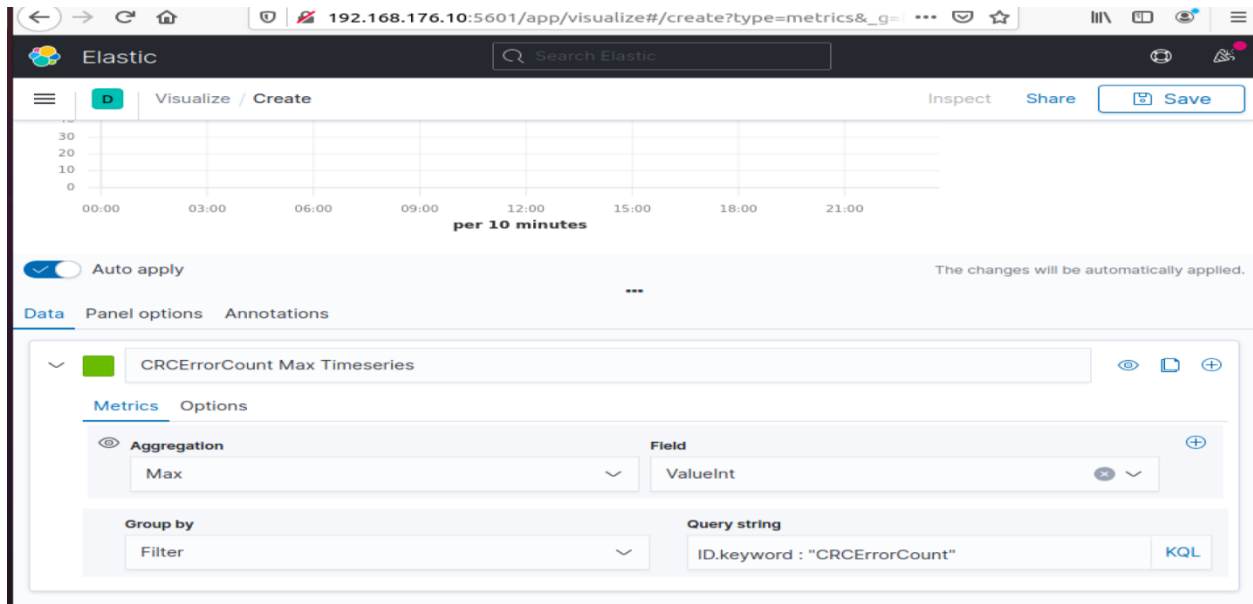 192.168.176.10:5601/app/visualize#/create?type=metrics&_g=
Elastic
Search Elastic
D
Visualize / Create
Inspect
Share
Save
30
20
10
0
00:00 03:00 06:00 09:00 12:00 15:00 18:00 21:00
per 10 minutes
Auto apply
The changes will be automatically applied.
Data Panel options Annotations
CRCErrorCount Max Timeseries
Metrics Options
Aggregation
Field
Max
ValueInt
Group by
Query string
Filter
ID.keyword : "CRCErrorCount"
KQL